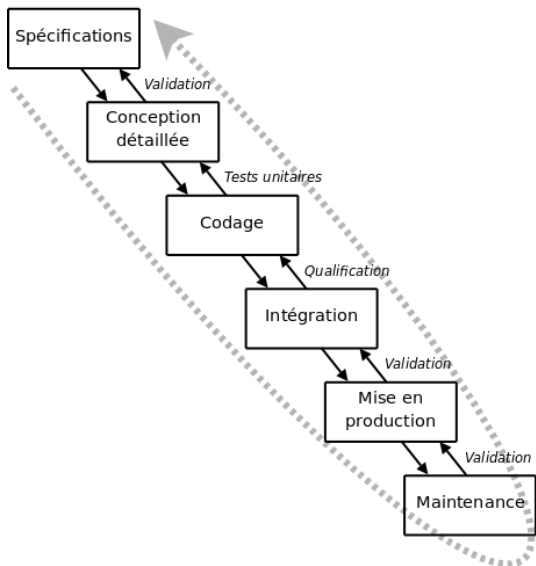 Spécifications
Validation
Conception
détaillée
Tests unitaires
Codage
Qualification
Intégration
Validation
Mise en
production
Validation
Maintenance